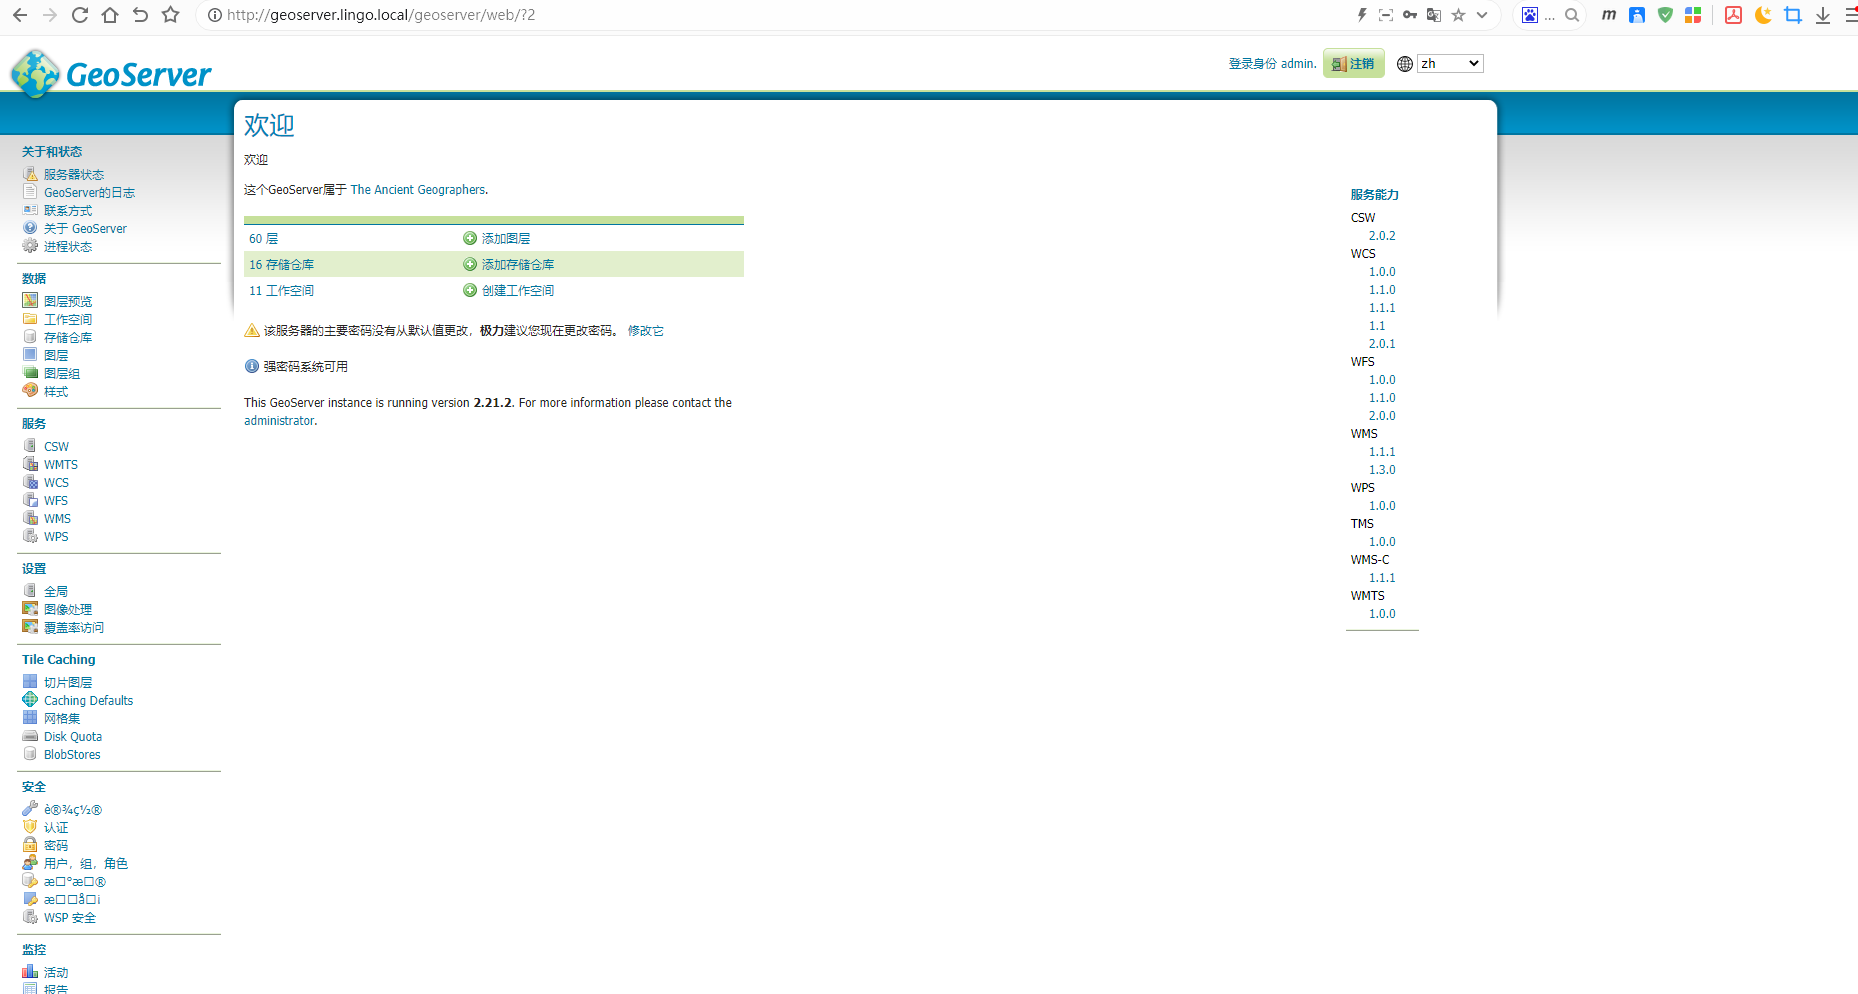 http://geoserver.lingo.local/geoserver/web/?2
...
m
GeoServer
登录身份 admin.
注销
zh
关于和状态
服务器状态
GeoServer的日志
联系方式
关于 GeoServer
进程状态
数据
图层预览
工作空间
存储仓库
图层
图层组
样式
服务
CSW
WMTS
WCS
WFS
WMS
WPS
设置
全局
图像处理
覆盖率访问
Tile Caching
切片图层
Caching Defaults
网格集
Disk Quota
BlobStores
安全
è®¾ç½®
认证
密码
用户，组，角色
æ□°æ□®
æ□□å□¡
WSP 安全
监控
活动
报告
欢迎
欢迎
这个GeoServer属于 The Ancient Geographers.
60 层 添加图层
16 存储仓库 添加存储仓库
11 工作空间 创建工作空间
该服务器的主要密码没有从默认值更改，极力建议您现在更改密码。 修改它
强密码系统可用
This GeoServer instance is running version 2.21.2. For more information please contact the
administrator.
服务能力
CSW
2.0.2
WCS
1.0.0
1.1.0
1.1.1
1.1
2.0.1
WFS
1.0.0
1.1.0
2.0.0
WMS
1.1.1
1.3.0
WPS
1.0.0
TMS
1.0.0
WMS-C
1.1.1
WMTS
1.0.0